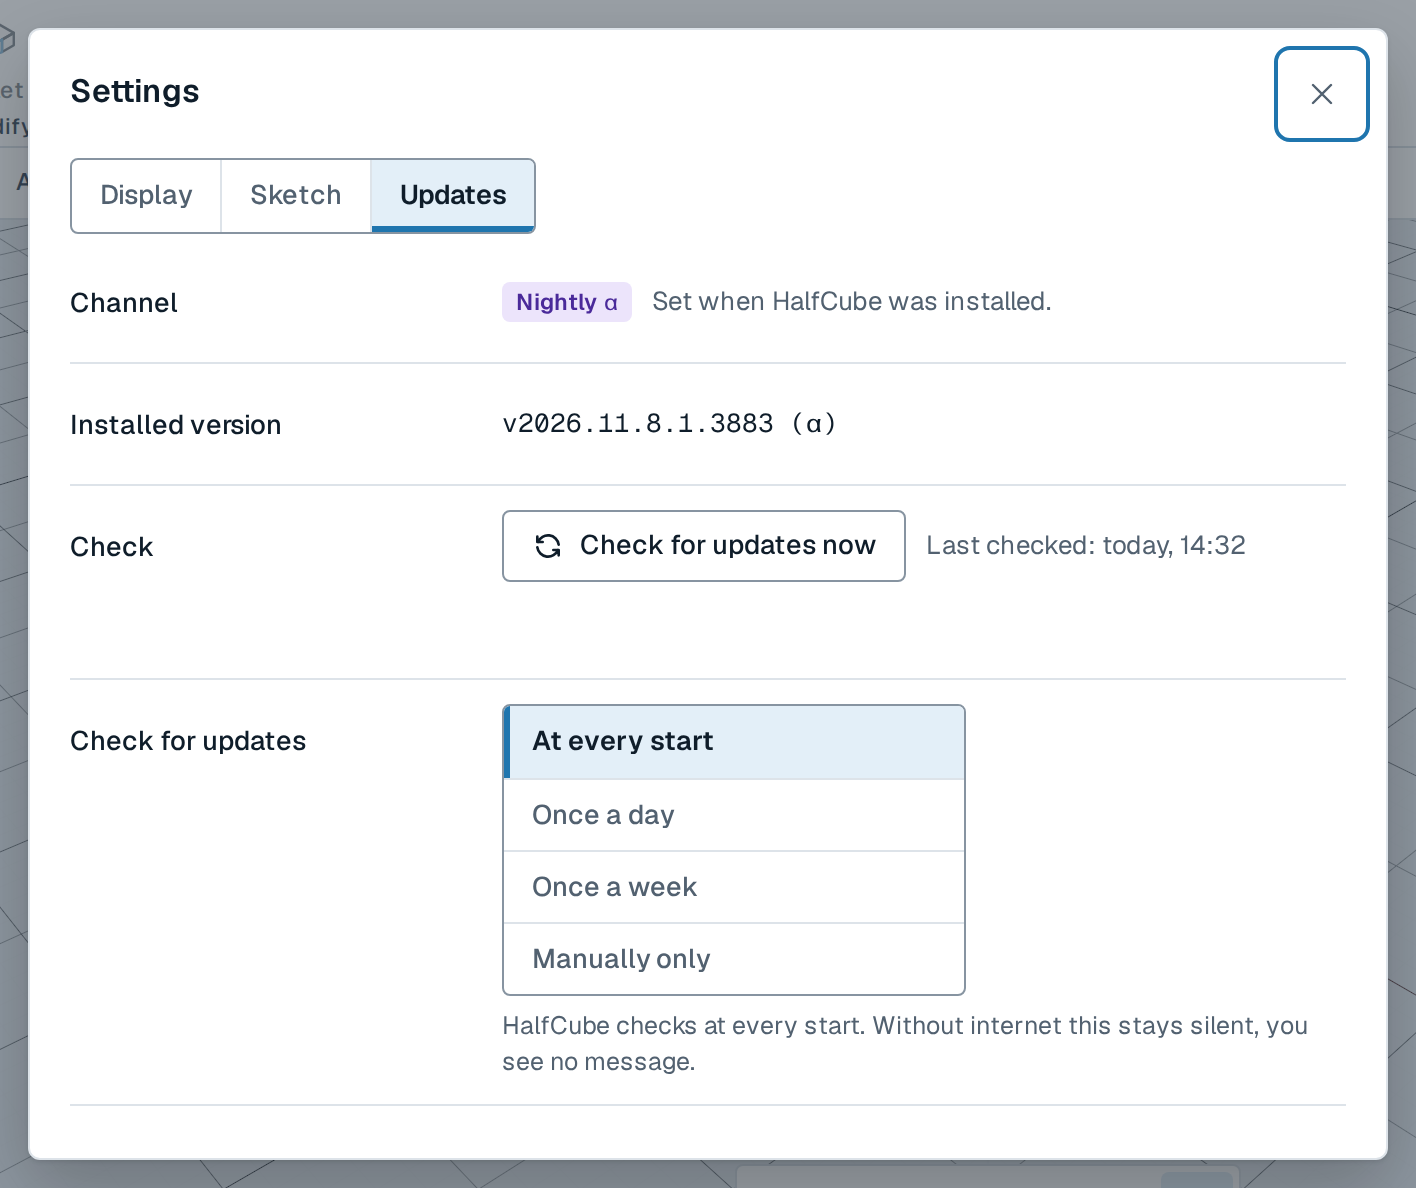 Settings
Display Sketch Updates
Channel Nightly α Set when HalfCube was installed.
Installed version v2026.11.8.1.3883 (α)
Check Check for updates now Last checked: today, 14:32
Check for updates At every start
Once a day
Once a week
Manually only
HalfCube checks at every start. Without internet this stays silent, you
see no message.